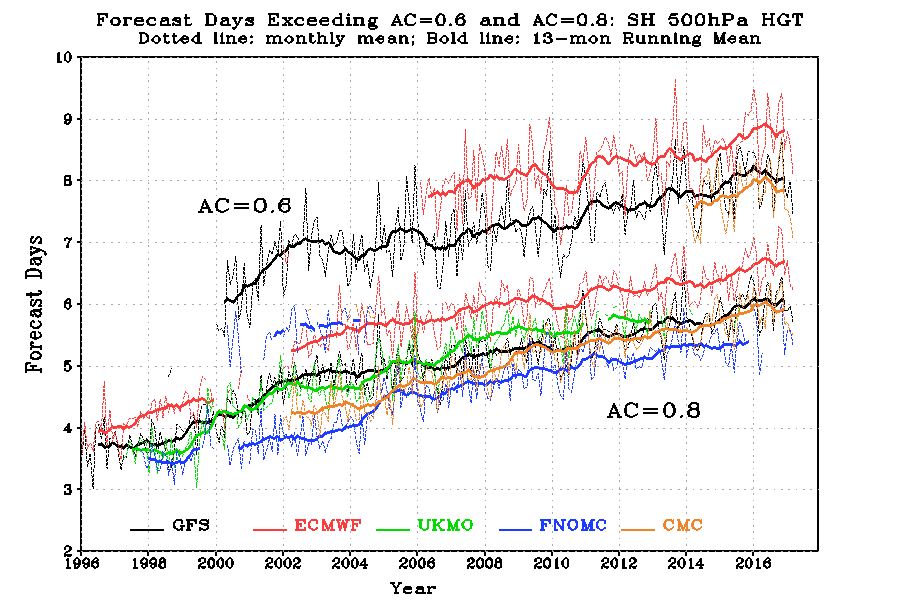 Forecast Days Exceeding AC=0.6 and AC=0.8: SH 500hPa HGT
Dotted line: monthly mean; Bold line: 13-mon Running Mean
10
9
8
7
6
5
4
3
2
Forecast Days
AC=0.6
AC=0.8
GFS ECMWF UKMO FNOMC CMC
1996 1998 2000 2002 2004 2006 2008 2010 2012 2014 2016
Year